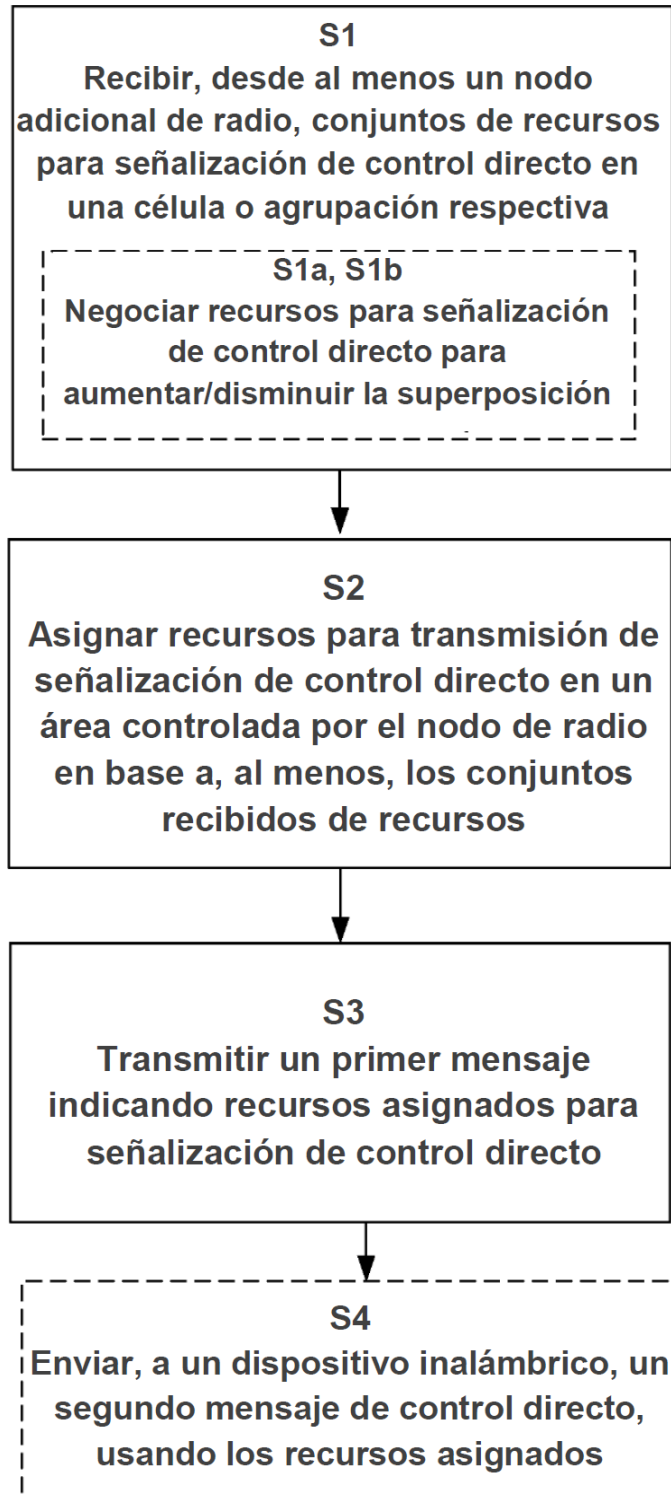 S1
Recibir, desde al menos un nodo
adicional de radio, conjuntos de recursos
para señalización de control directo en
una célula o agrupación respectiva
S1a, S1b
Negociar recursos para señalización
de control directo para
aumentar/disminuir la superposición
S2
Asignar recursos para transmisión de
señalización de control directo en un
área controlada por el nodo de radio
en base a, al menos, los conjuntos
recibidos de recursos
S3
Transmitir un primer mensaje
indicando recursos asignados para
señalización de control directo
S4
Enviar, a un dispositivo inalámbrico, un
segundo mensaje de control directo,
usando los recursos asignados